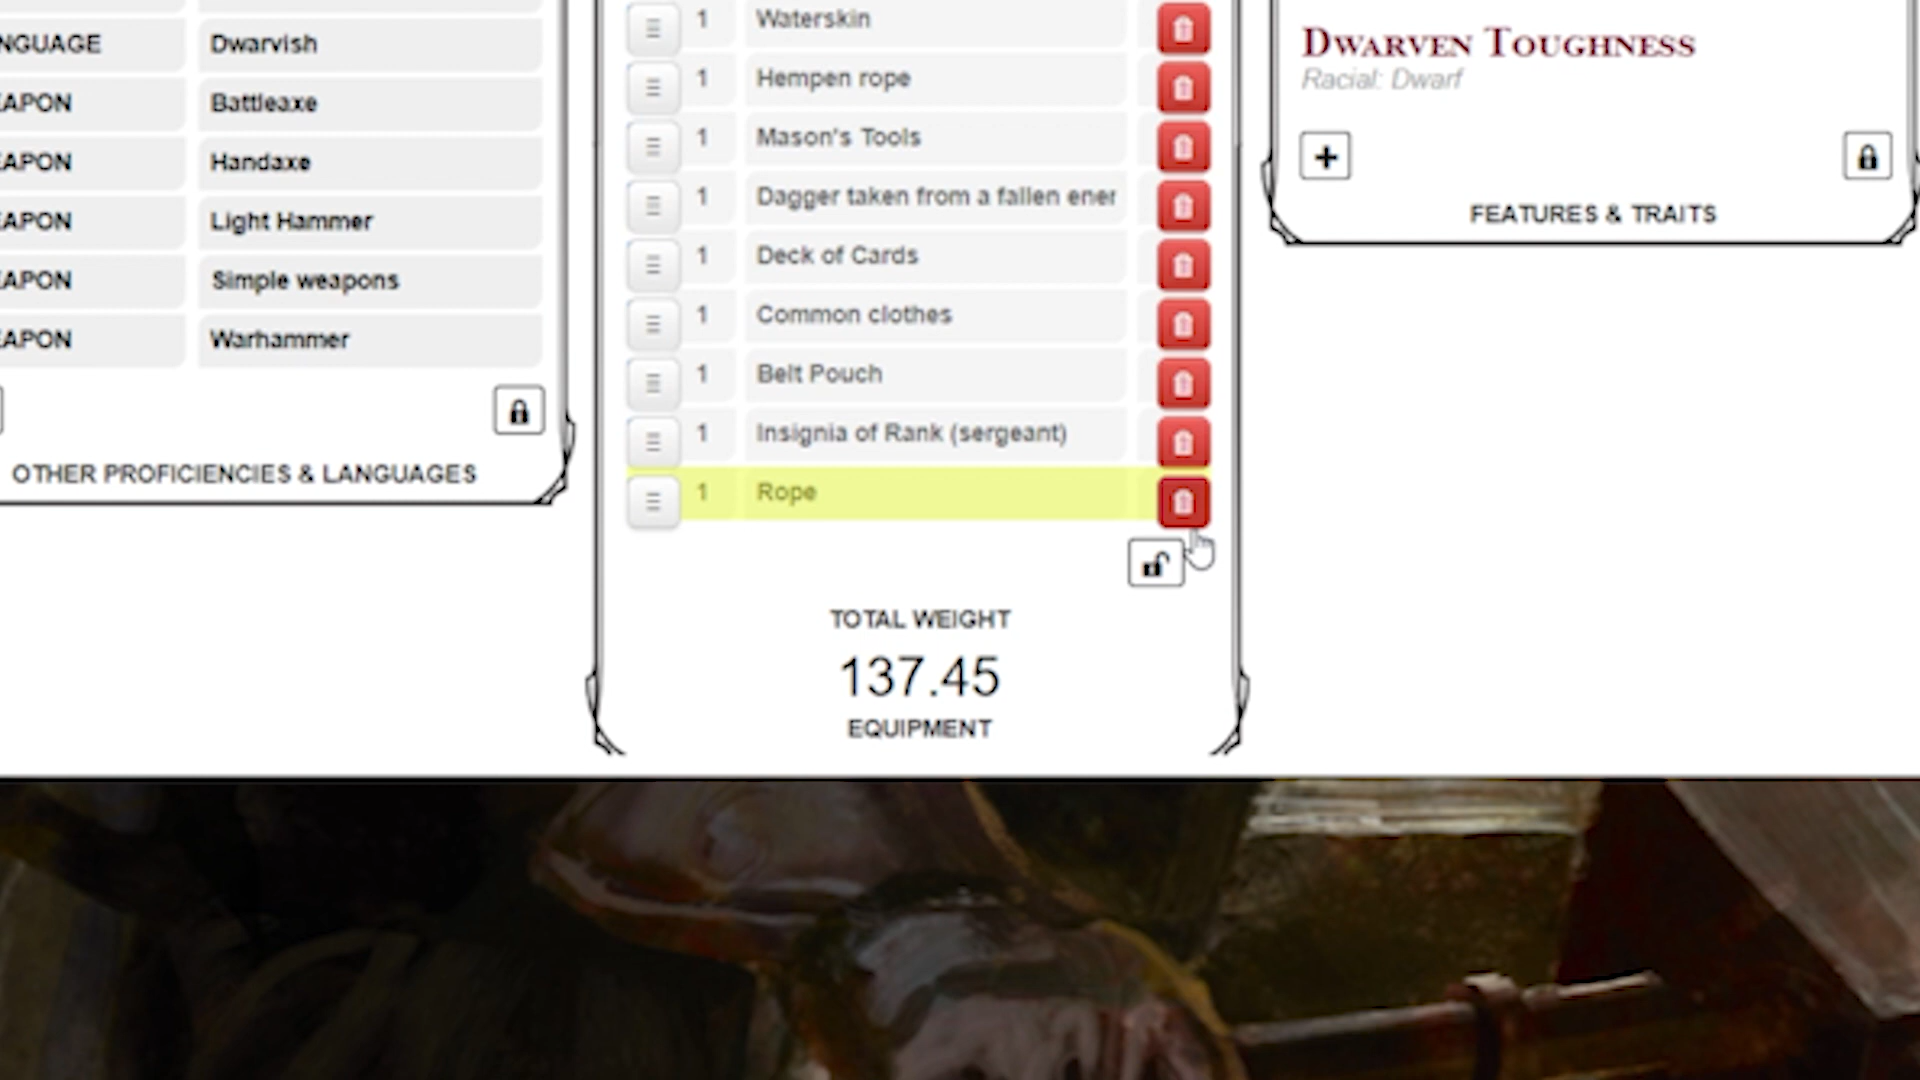 NGUAGE Dwarvish
APON Battleaxe
APON Handaxe
APON Light Hammer
APON Simple weapons
APON Warhammer
OTHER PROFICIENCIES & LANGUAGES
1 Waterskin
1 Hempen rope
1 Mason's Tools
1 Dagger taken from a fallen ener
1 Deck of Cards
1 Common clothes
1 Belt Pouch
1 Insignia of Rank (sergeant)
1 Rope
TOTAL WEIGHT
137.45
EQUIPMENT
DWARVEN TOUGHNESS
Racial: Dwarf
+
FEATURES & TRAITS